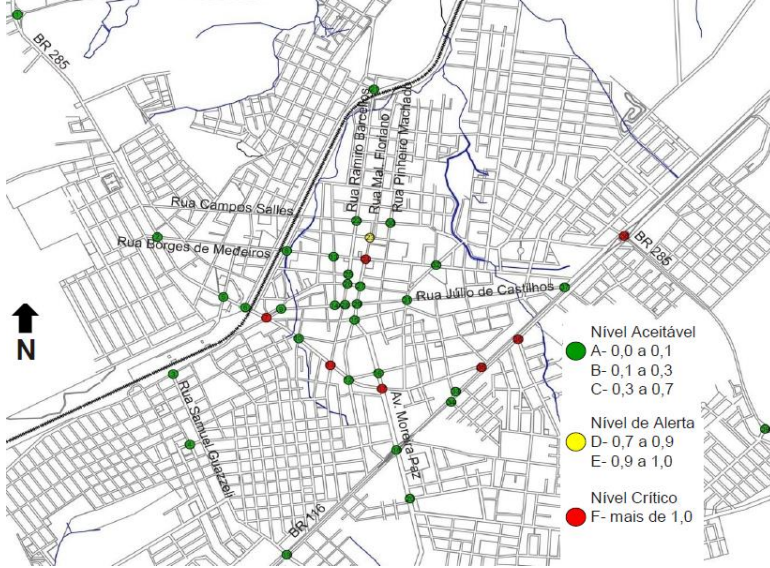 BR 285
Rua Ramiro Barcellos
Rua Mal. Floriano
Rua Pinheiro Machado
Rua Campos Salles
Rua Borges de Medeiros
BR 285
Rua Júlio de Castilhos
N
Nível Aceitável
A- 0,0 a 0,1
B- 0,1 a 0,3
C- 0,3 a 0,7
Rua Samuel Guazzeli
Av. Moreira Paz
Nível de Alerta
D- 0,7 a 0,9
E- 0,9 a 1,0
Nível Crítico
F- mais de 1,0
BR 116